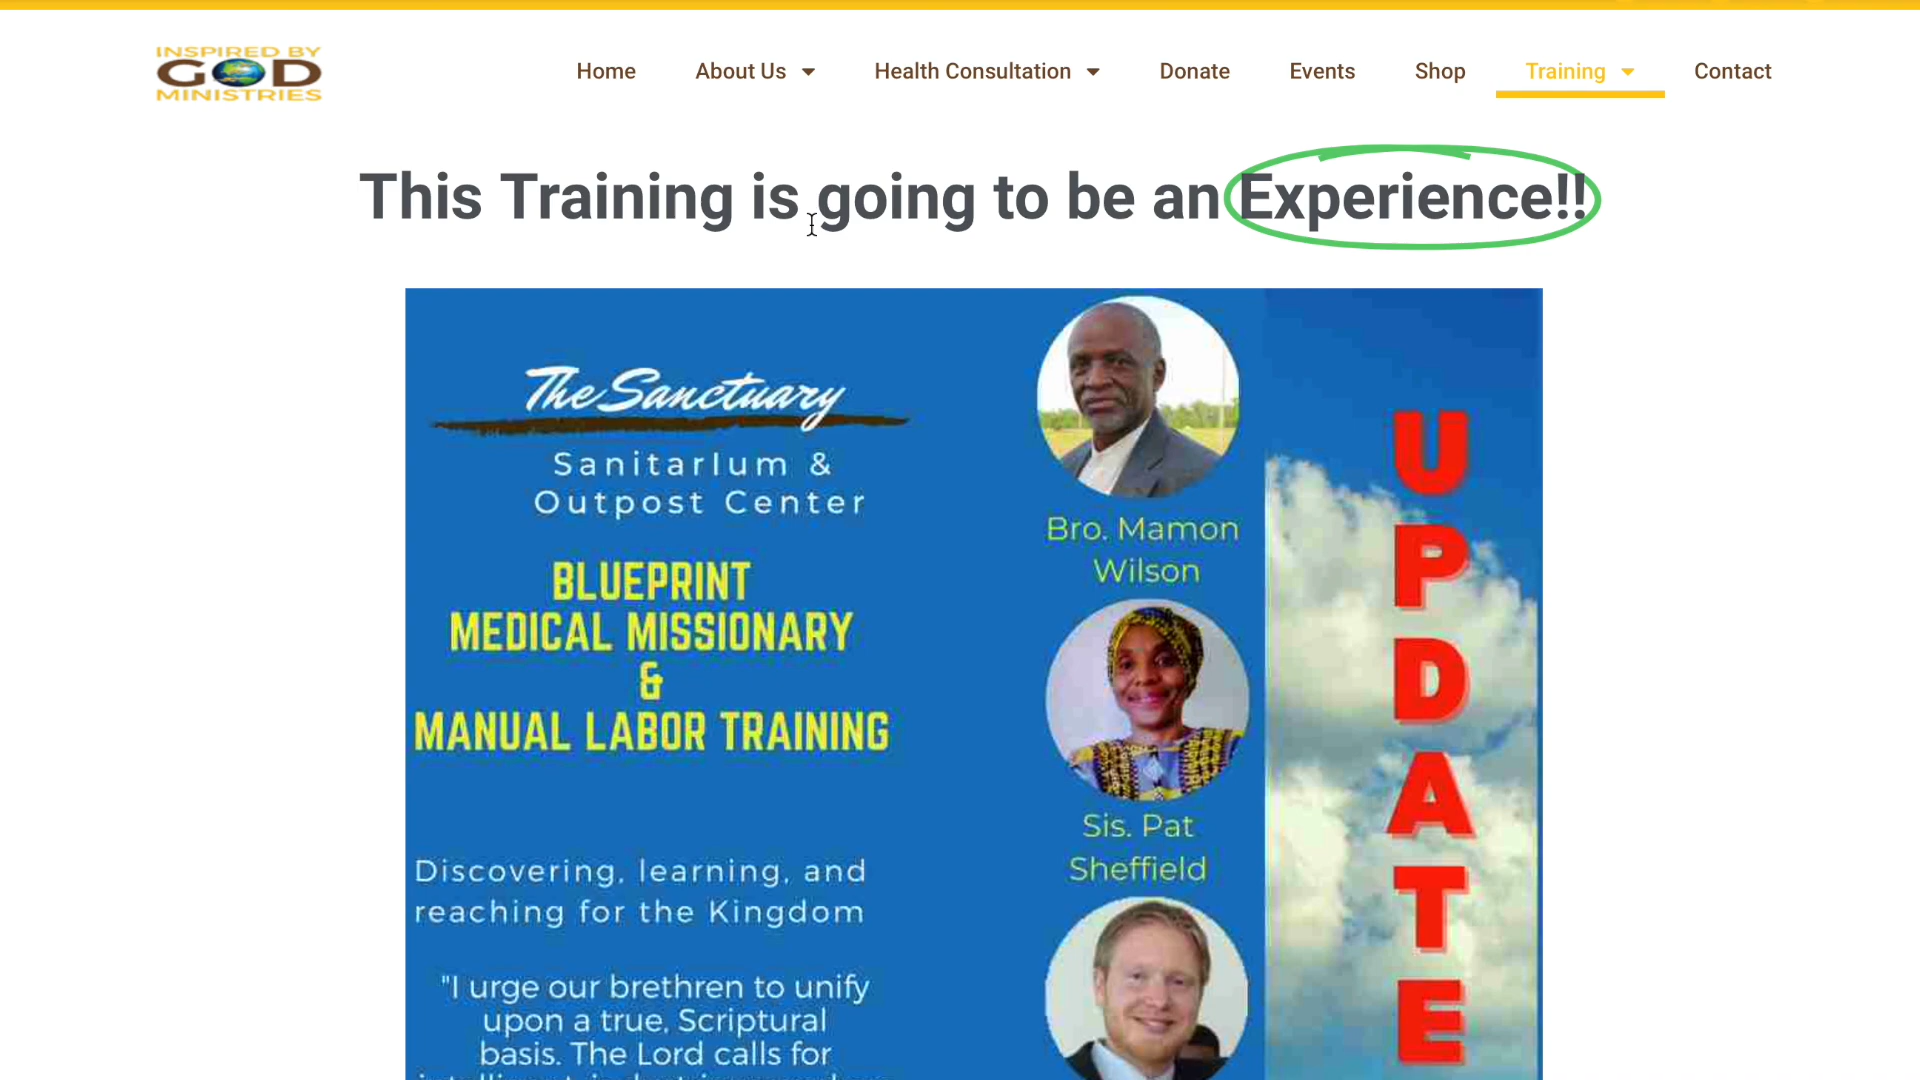 INSPIRED BY
GOD
MINISTRIES
Home
About Us
Health Consultation
Donate
Events
Shop
Training
Contact
This Training is going to be an Experience!!
The Sanctuary
Sanitarium &
Outpost Center
BLUEPRINT
MEDICAL MISSIONARY
&
MANUAL LABOR TRAINING
Discovering, learning, and
reaching for the Kingdom
"I urge our brethren to unify
upon a true, Scriptural
basis. The Lord calls for
Bro. Mamon
Wilson
Sis. Pat
Sheffield
UPDATE